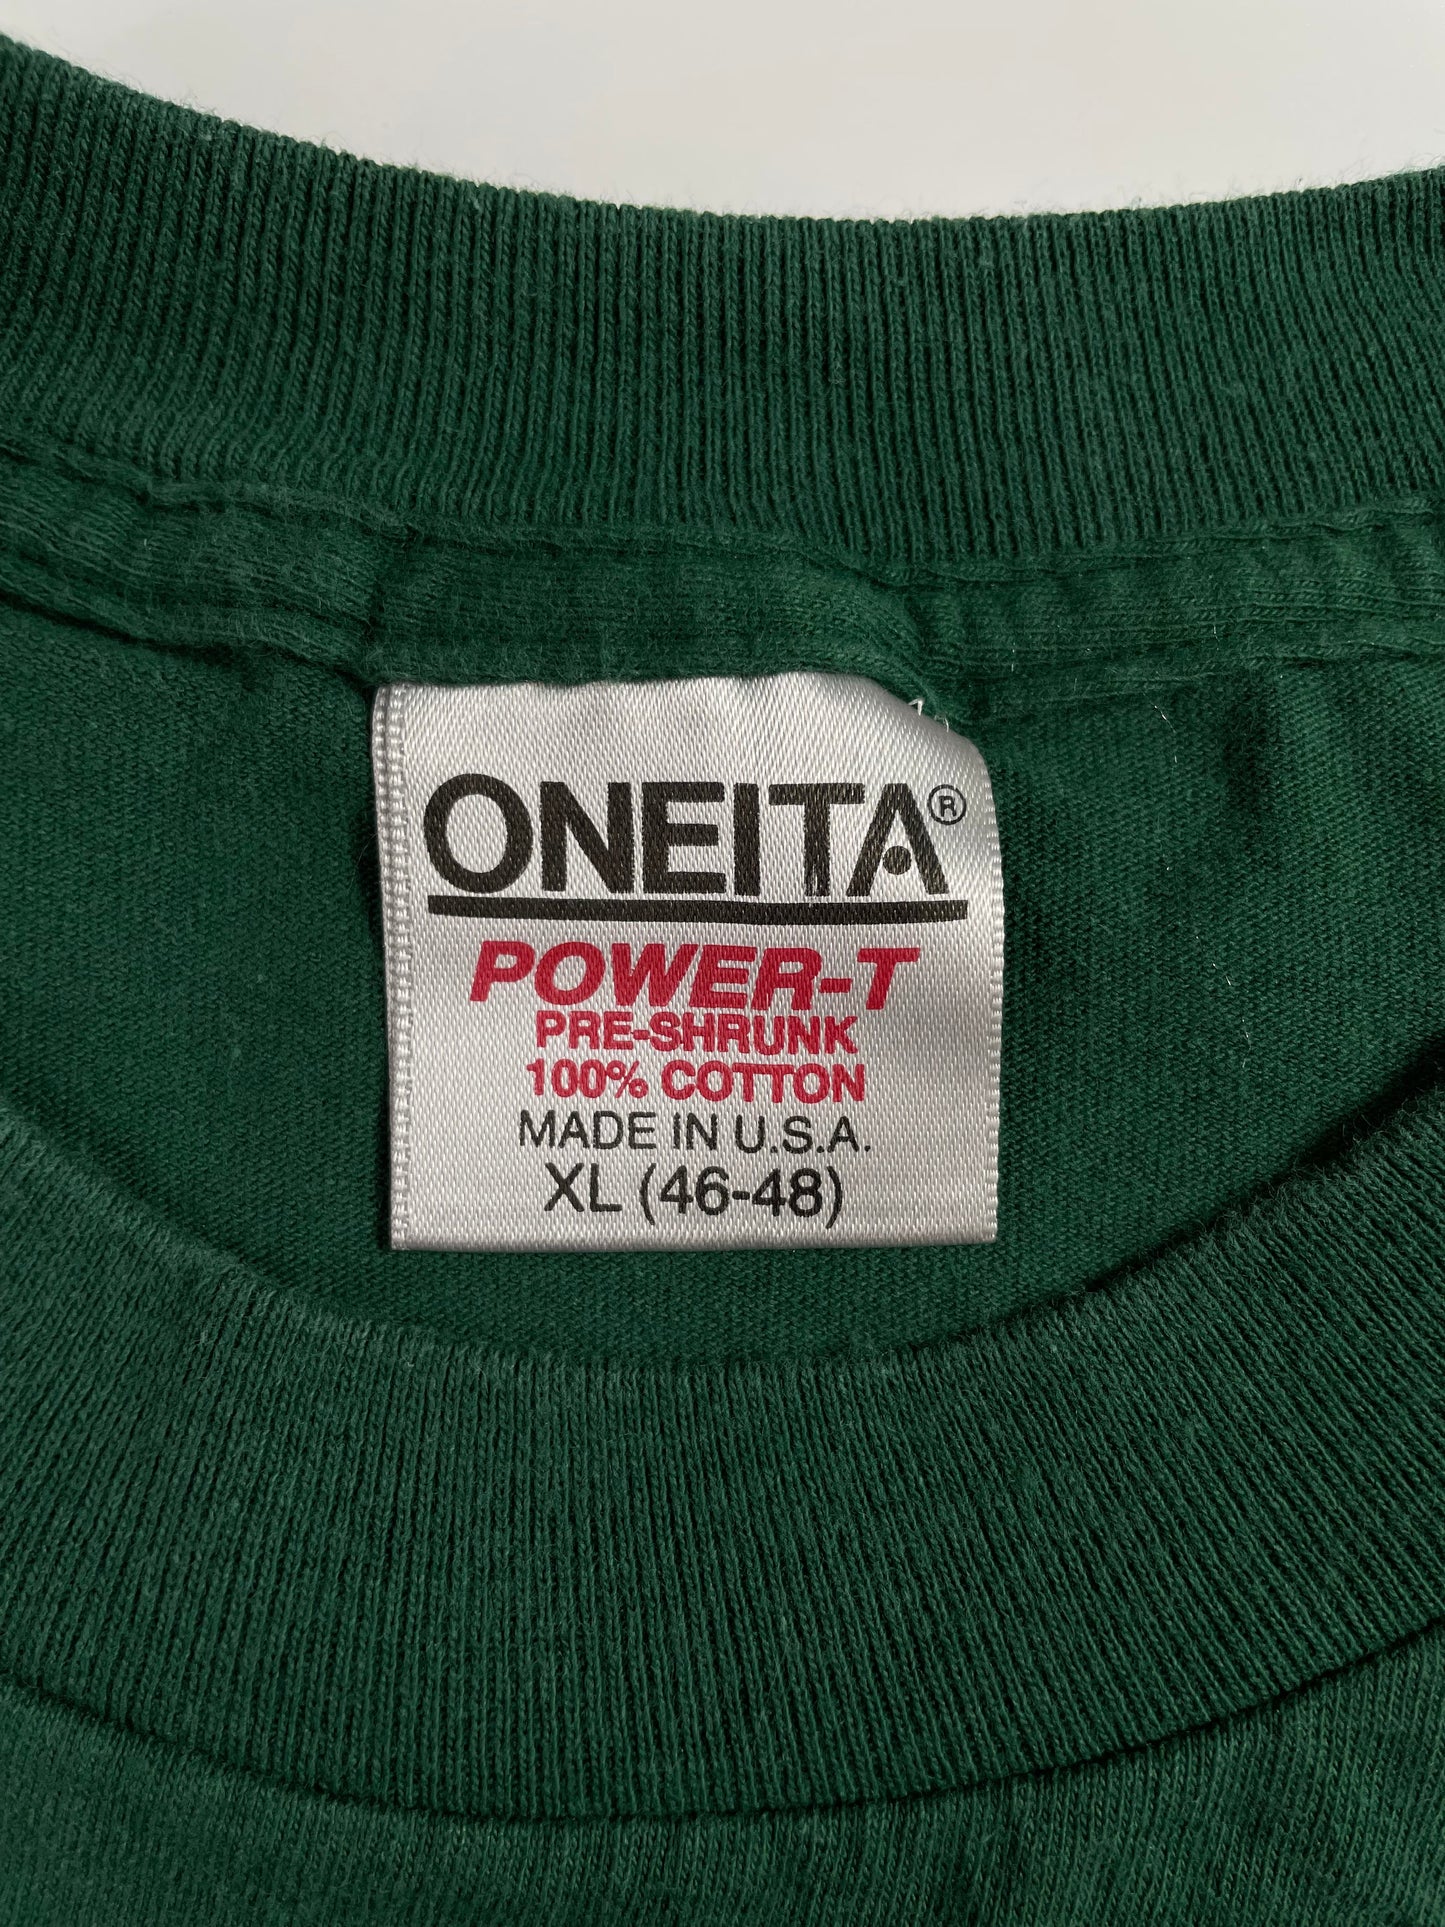 ONEITA®
POWER-T
PRE-SHRUNK
100% COTTON
MADE IN U.S.A.
XL (46-48)